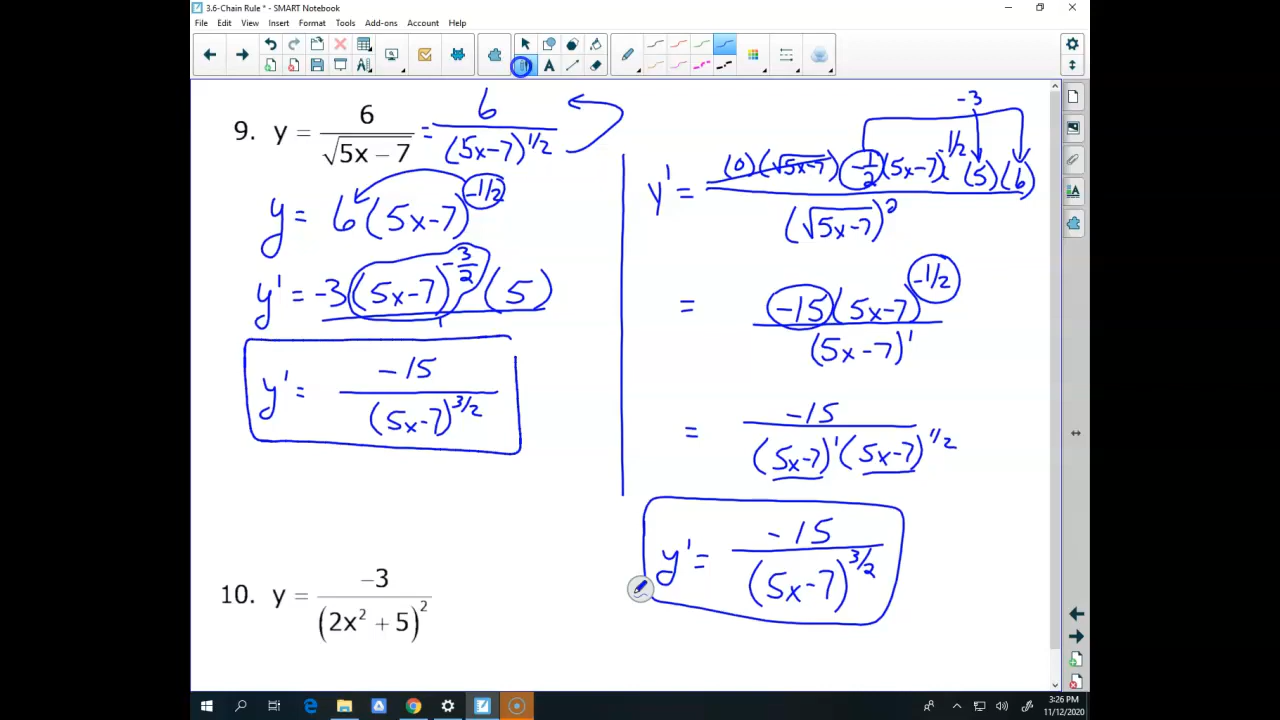 3.6-Chain Rule * - SMART Notebook
File Edit View Insert Format Tools Add-ons Account Help
9. y = 6/√(5x − 7) = 6/(5x-7)^1/2
y = 6(5x-7)^-1/2
y' = -3(5x-7)^-3/2 (5)
y' = -15/(5x-7)^3/2
10. y = −3/(2x² + 5)²
-3
y' = (0)(√5x-7) -1/2(5x-7)^-1/2 (5)(6)/(√5x-7)²
= -15(5x-7)^-1/2/(5x-7)^1
= -15/(5x-7)^1(5x-7)^1/2
y' = -15/(5x-7)^3/2
3:26 PM
11/12/2020